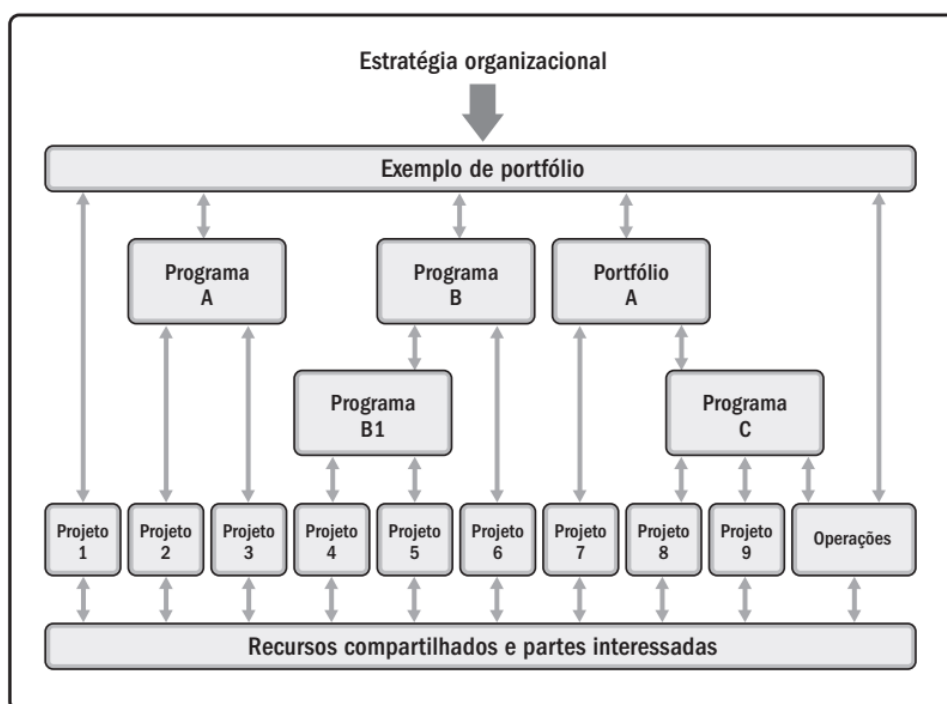 Estratégia organizacional
Exemplo de portfólio
Programa
A
Programa
B
Portfólio
A
Programa
B1
Programa
C
Projeto
1
Projeto
2
Projeto
3
Projeto
4
Projeto
5
Projeto
6
Projeto
7
Projeto
8
Projeto
9
Operações
Recursos compartilhados e partes interessadas